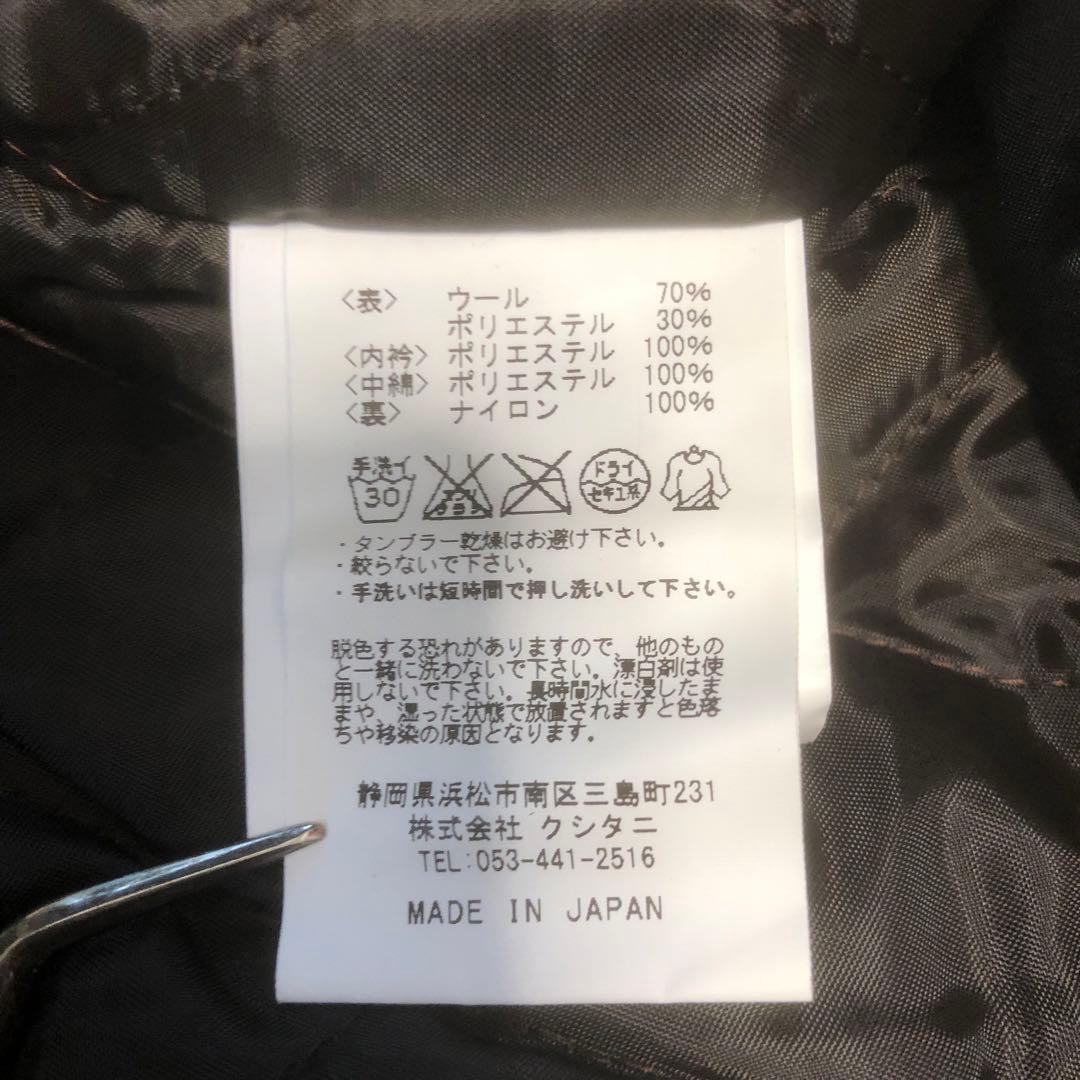 〈表〉 ウール 70%
ポリエステル 30%
〈内衿〉 ポリエステル 100%
〈中綿〉 ポリエステル 100%
〈裏〉 ナイロン 100%
手洗イ 30 エンソサラシ ドライ セキユ系
・タンブラー乾燥はお避け下さい。
・絞らないで下さい。
・手洗いは短時間で押し洗いして下さい。
脱色する恐れがありますので、他のもの
と一緒に洗わないで下さい。漂白剤は使
用しないで下さい。長時間水に浸したま
まや、湿った状態で放置されますと色落
ちや移染の原因となります。
静岡県浜松市南区三島町231
株式会社 クシタニ
TEL:053-441-2516
MADE IN JAPAN